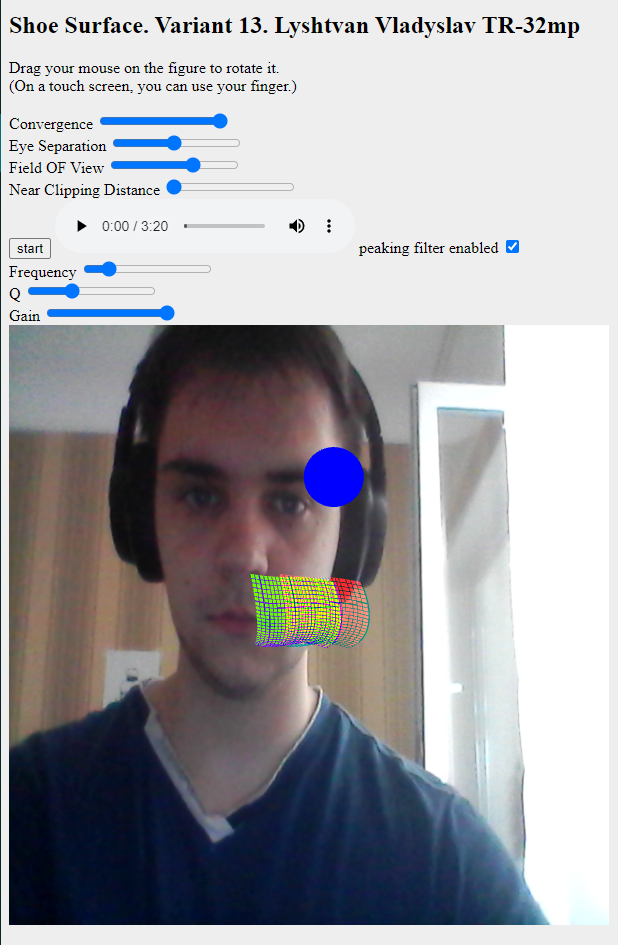 Shoe Surface. Variant 13. Lyshtvan Vladyslav TR-32mp
Drag your mouse on the figure to rotate it.
(On a touch screen, you can use your finger.)
Convergence
Eye Separation
Field OF View
Near Clipping Distance
start 0:00 / 3:20 peaking filter enabled
Frequency
Q
Gain